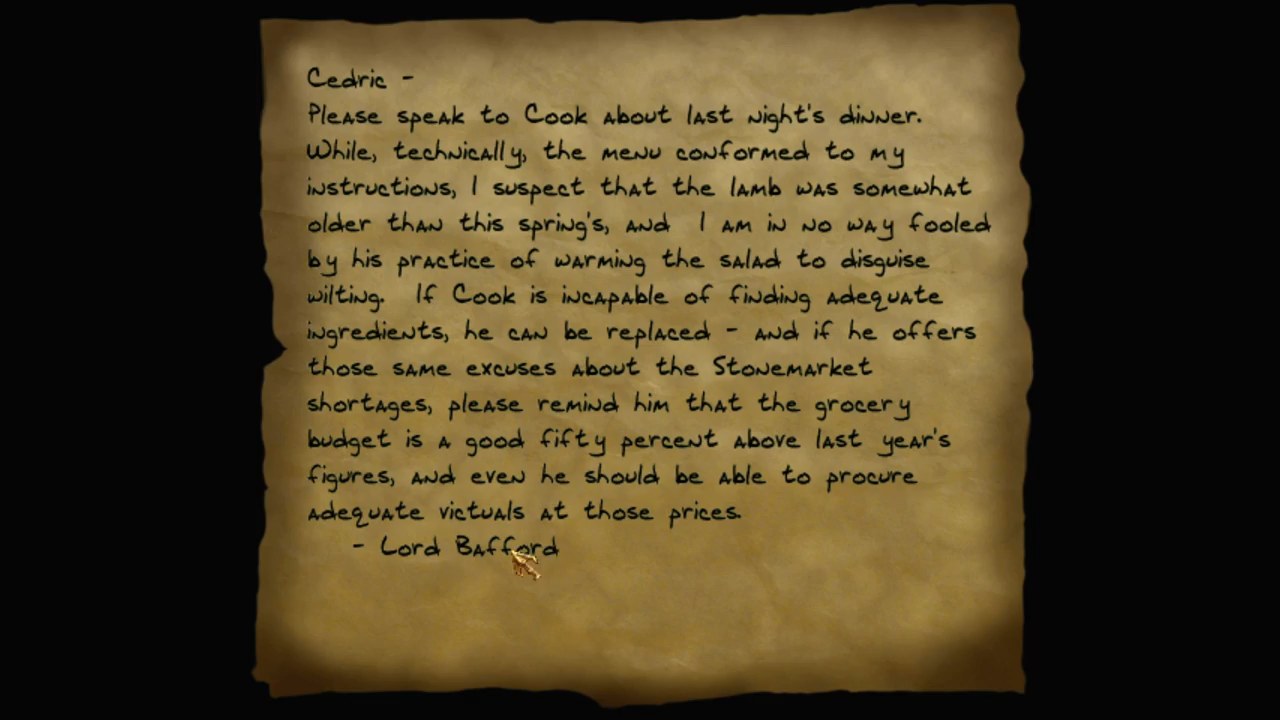 Cedric -
Please speak to Cook about last night's dinner.
While, technically, the menu conformed to my
instructions, I suspect that the lamb was somewhat
older than this spring's, and I am in no way fooled
by his practice of warming the salad to disguise
wilting. If Cook is incapable of finding adequate
ingredients, he can be replaced - and if he offers
those same excuses about the Stonemarket
shortages, please remind him that the grocery
budget is a good fifty percent above last year's
figures, and even he should be able to procure
adequate victuals at those prices.
- Lord Bafford